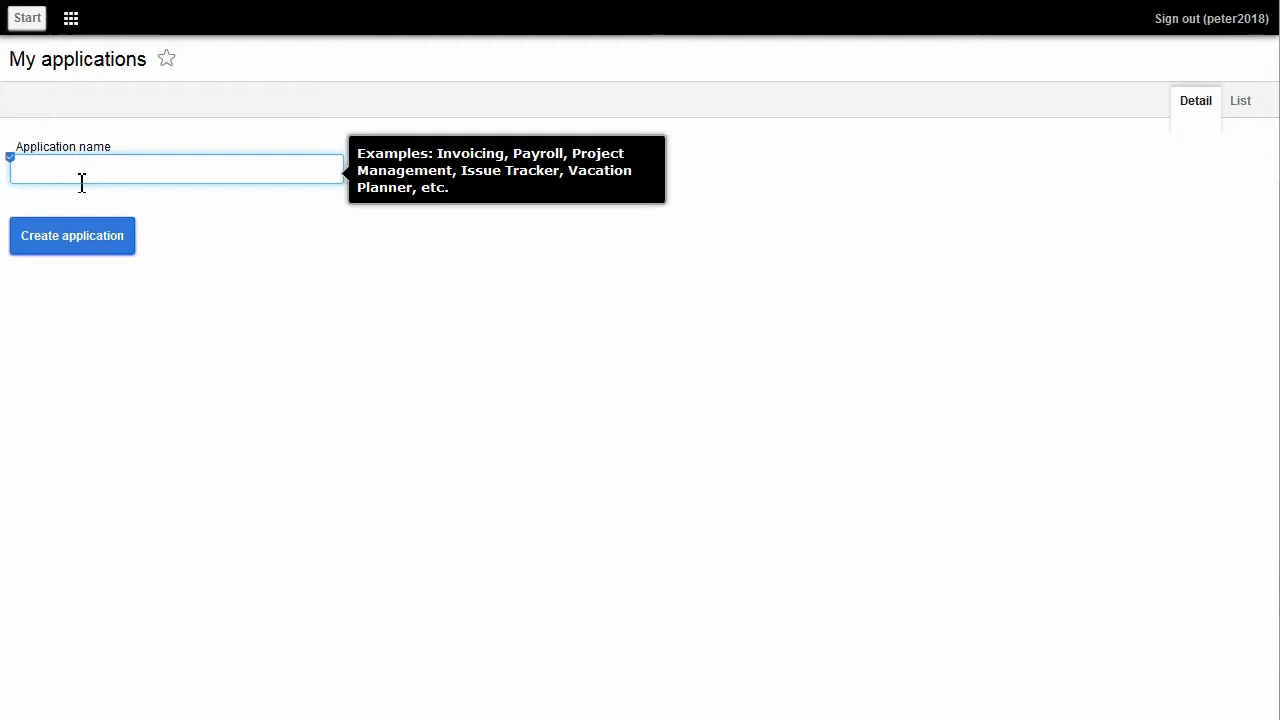 Start
Sign out (peter2018)
My applications
Detail
List
Application name
Examples: Invoicing, Payroll, Project
Management, Issue Tracker, Vacation
Planner, etc.
Create application